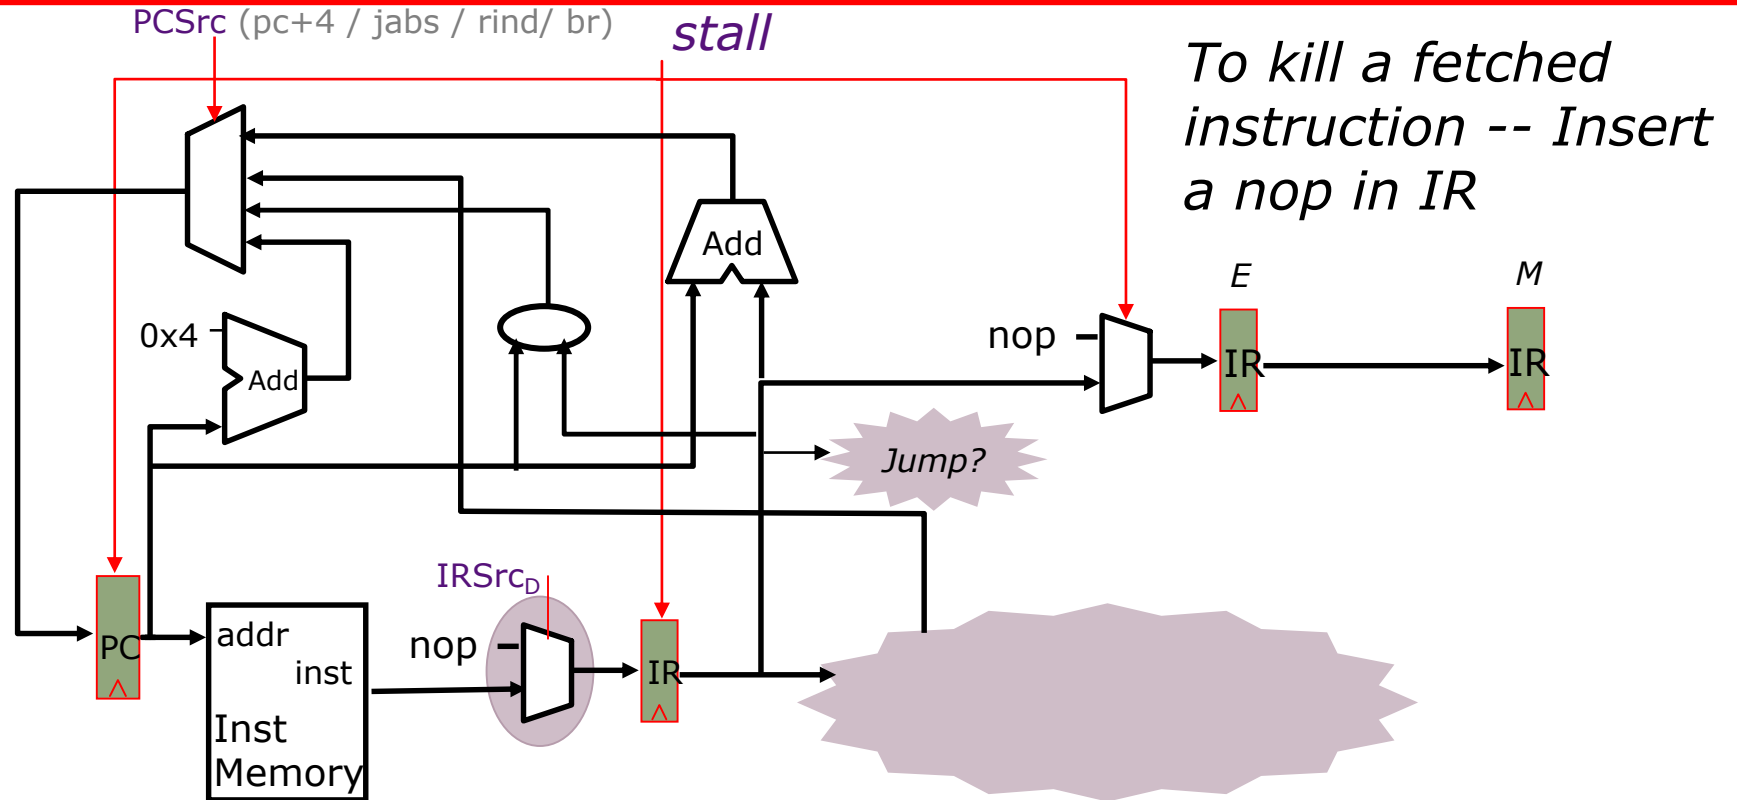 PCSrc (pc+4 / jabs / rind/ br)
stall
To kill a fetched
instruction -- Insert
a nop in IR
Add
E
M
0x4
Add
nop
IR
IR
Jump?
IRSrcD
PC
addr
inst
nop
IR
Inst
Memory